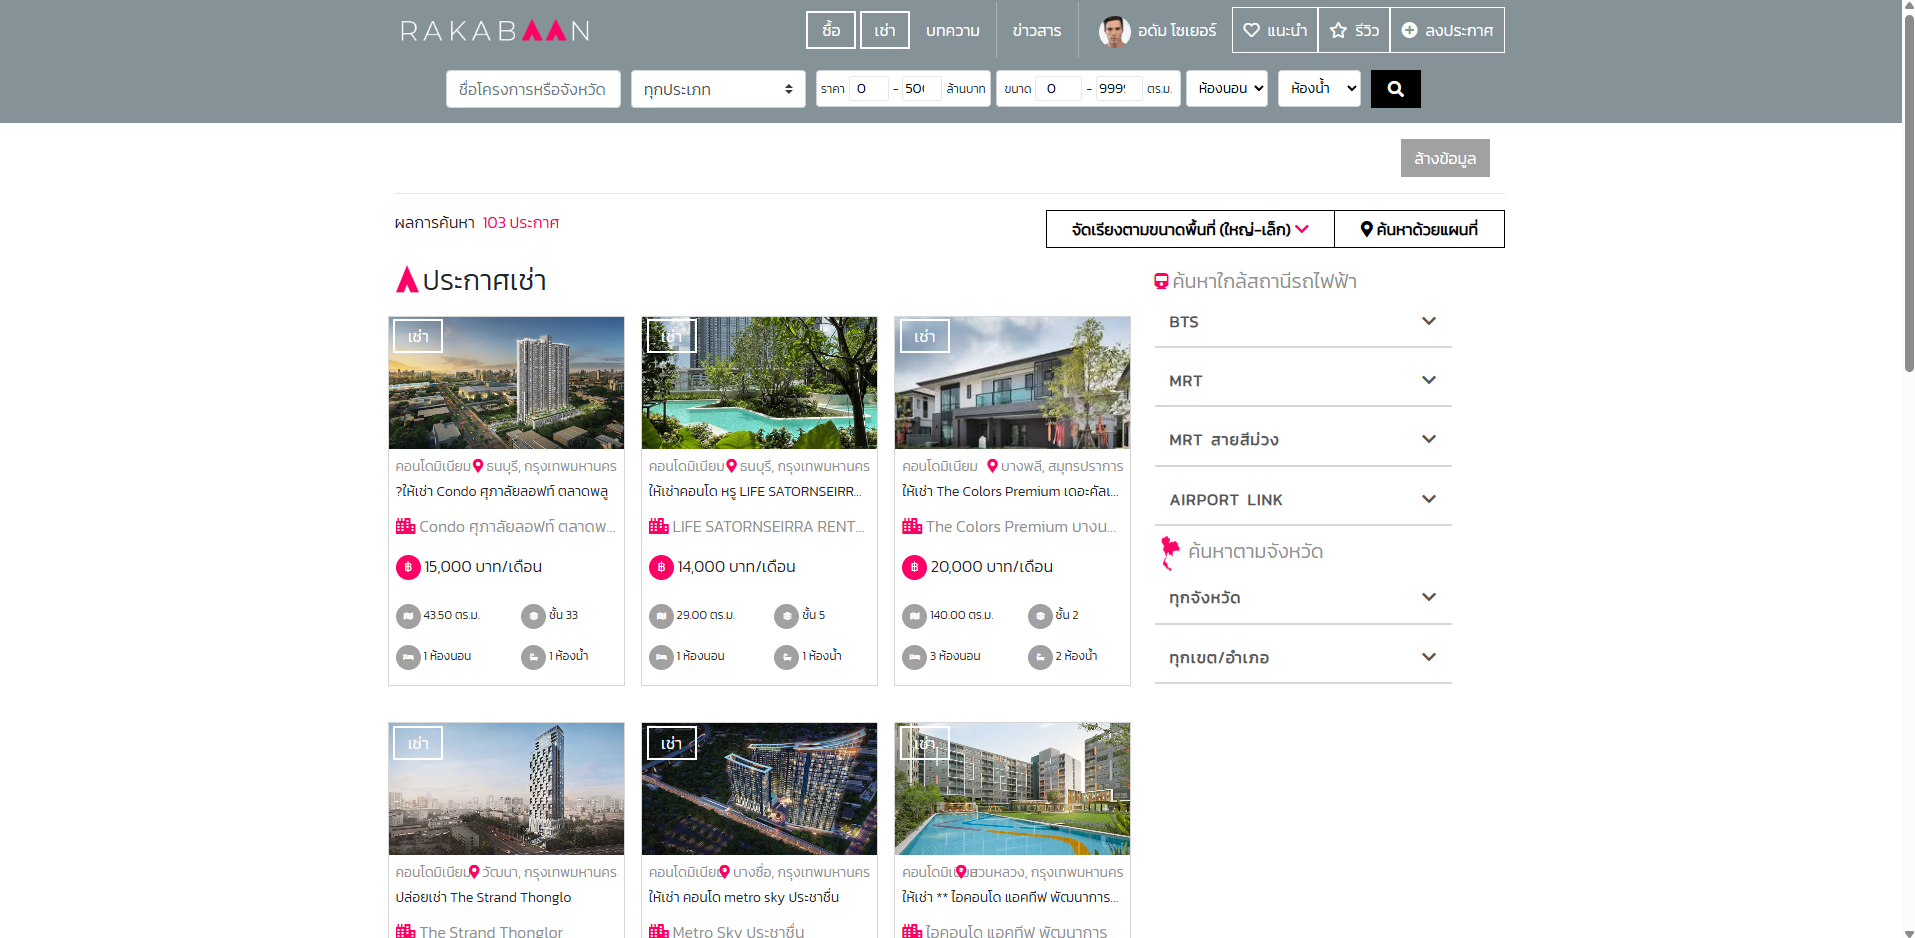 RAKABAAN
ซื้อ
เช่า
บทความ
ข่าวสาร
อดัม โซเยอร์
แนะนำ
รีวิว
ลงประกาศ
ชื่อโครงการหรือจังหวัด
ทุกประเภท
ราคา 0 - 50 ล้านบาท
ขนาด 0 - 999 ตร.ม.
ห้องนอน
ห้องน้ำ
ล้างข้อมูล
ผลการค้นหา 103 ประกาศ
จัดเรียงตามขนาดพื้นที่ (ใหญ่-เล็ก)
ค้นหาด้วยแผนที่
ประกาศเช่า
เช่า
คอนโดมิเนียม ธนบุรี, กรุงเทพมหานคร
?ให้เช่า Condo ศุภาลัยลอฟท์ ตลาดพลู
Condo ศุภาลัยลอฟท์ ตลาดพ...
฿ 15,000 บาท/เดือน
43.50 ตร.ม.
ชั้น 33
1 ห้องนอน
1 ห้องน้ำ
เช่า
คอนโดมิเนียม ธนบุรี, กรุงเทพมหานคร
ให้เช่าคอนโด หรู LIFE SATORNSEIRR...
LIFE SATORNSEIRRA RENT...
฿ 14,000 บาท/เดือน
29.00 ตร.ม.
ชั้น 5
1 ห้องนอน
1 ห้องน้ำ
เช่า
คอนโดมิเนียม บางพลี, สมุทรปราการ
ให้เช่า The Colors Premium เดอะคัลเ...
The Colors Premium บางน...
฿ 20,000 บาท/เดือน
140.00 ตร.ม.
ชั้น 2
3 ห้องนอน
2 ห้องน้ำ
ค้นหาใกล้สถานีรถไฟฟ้า
BTS
MRT
MRT สายสีม่วง
AIRPORT LINK
ค้นหาตามจังหวัด
ทุกจังหวัด
ทุกเขต/อำเภอ
เช่า
คอนโดมิเนียม วัฒนา, กรุงเทพมหานคร
ปล่อยเช่า The Strand Thonglo
The Strand Thonglor
เช่า
คอนโดมิเนียม บางซื่อ, กรุงเทพมหานคร
ให้เช่า คอนโด metro sky ประชาชื่น
Metro Sky ประชาชื่น
เช่า
คอนโดมิเนียม สวนหลวง, กรุงเทพมหานคร
ให้เช่า ** ไอคอนโด แอคทีฟ พัฒนาการ...
ไอคอนโด แอคทีฟ พัฒนาการ